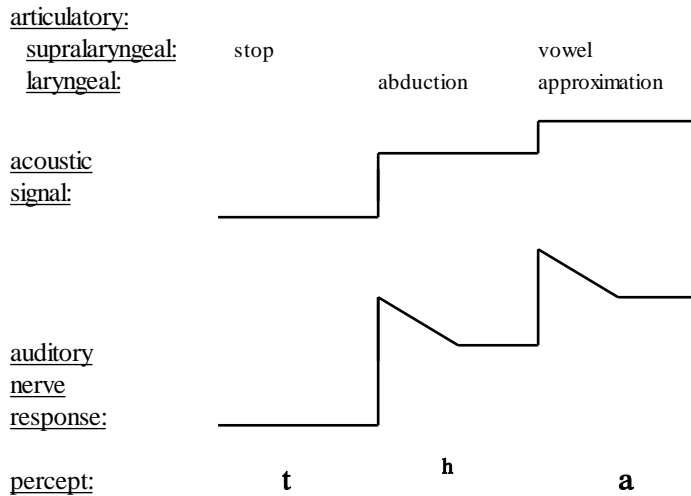 articulatory:
supralaryngeal: stop vowel
laryngeal: abduction approximation
acoustic
signal:
auditory
nerve
response:
percept: t h a